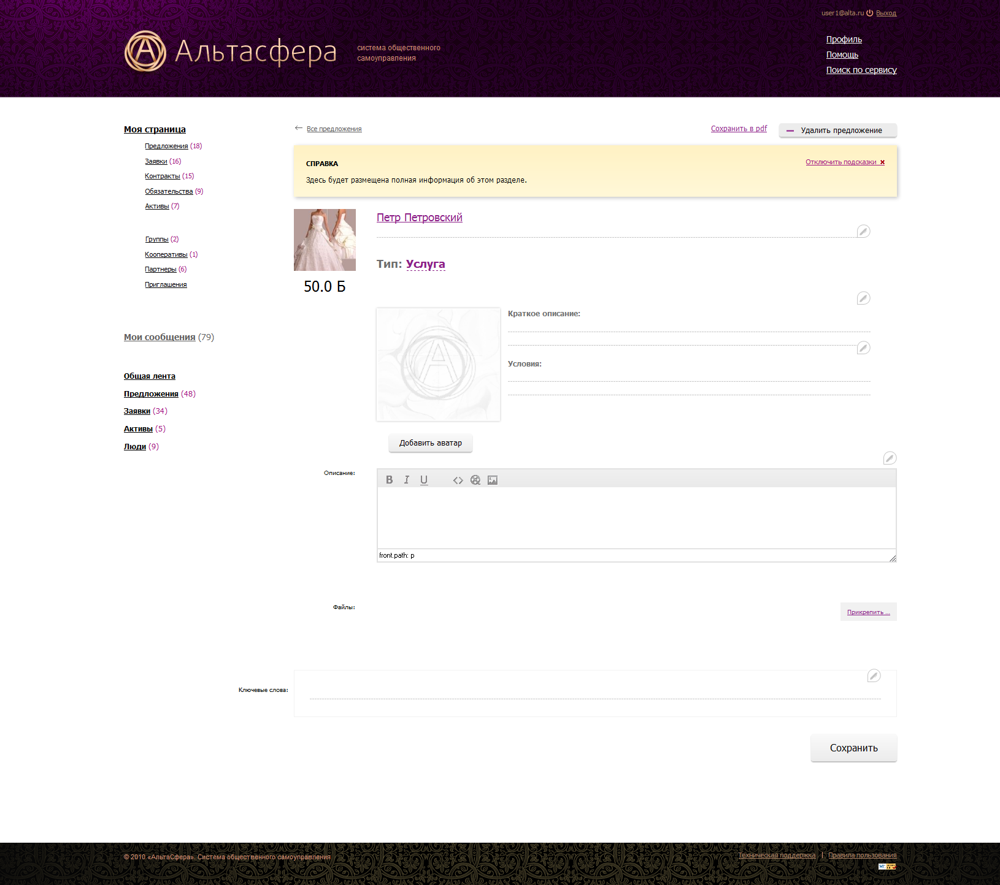 user1@alta.ru Выход
Альтасфера
система общественного
самоуправления
Профиль
Помощь
Поиск по сервису
Моя страница
Предложения (18)
Заявки (16)
Контракты (15)
Обязательства (9)
Активы (7)
Группы (2)
Кооперативы (1)
Партнеры (6)
Приглашения
Мои сообщения (79)
Общая лента
Предложения (48)
Заявки (34)
Активы (5)
Люди (9)
← Все предложения
Сохранить в pdf
Удалить предложение
СПРАВКА
Отключить подсказки
Здесь будет размещена полная информация об этом разделе.
Петр Петровский
Тип: Услуга
50.0 Б
Краткое описание:
Условия:
Добавить аватар
Описание:
B I U
front.path: p
Файлы:
Прикрепить ...
Ключевые слова:
Сохранить
© 2010 «АльтаСфера». Система общественного самоуправления
Техническая поддержка | Правила пользования